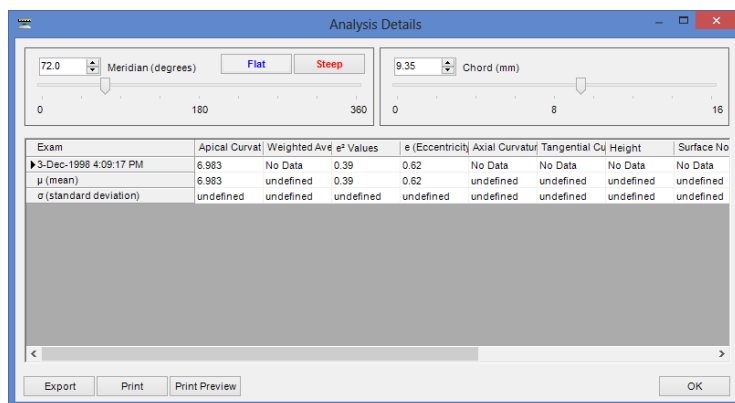 Analysis Details
72.0 Meridian (degrees) Flat Steep
0 180 360
9.35 Chord (mm)
0 8 16
Exam Apical Curvat Weighted Ave e² Values e (Eccentricity Axial Curvatur Tangential Cu Height Surface No
3-Dec-1998 4:09:17 PM 6.983 No Data 0.39 0.62 No Data No Data No Data No Data
μ (mean) 6.983 undefined 0.39 0.62 undefined undefined undefined undefined
σ (standard deviation) undefined undefined undefined undefined undefined undefined undefined undefined
Export Print Print Preview OK